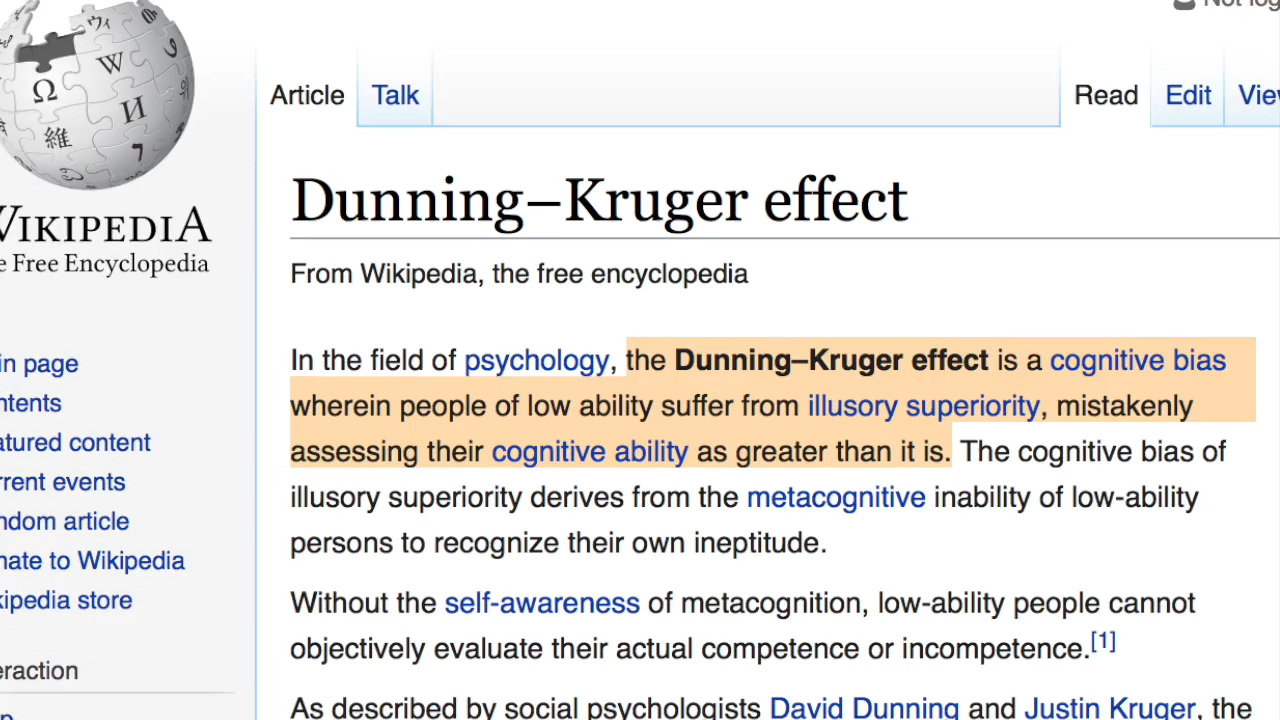 Not log
Article Talk Read Edit View
Dunning–Kruger effect
WIKIPEDIA
The Free Encyclopedia
From Wikipedia, the free encyclopedia
In the field of psychology, the Dunning–Kruger effect is a cognitive bias
wherein people of low ability suffer from illusory superiority, mistakenly
assessing their cognitive ability as greater than it is. The cognitive bias of
illusory superiority derives from the metacognitive inability of low-ability
persons to recognize their own ineptitude.
Without the self-awareness of metacognition, low-ability people cannot
objectively evaluate their actual competence or incompetence.[1]
As described by social psychologists David Dunning and Justin Kruger, the
in page
ntents
atured content
rrent events
ndom article
nate to Wikipedia
kipedia store
eraction